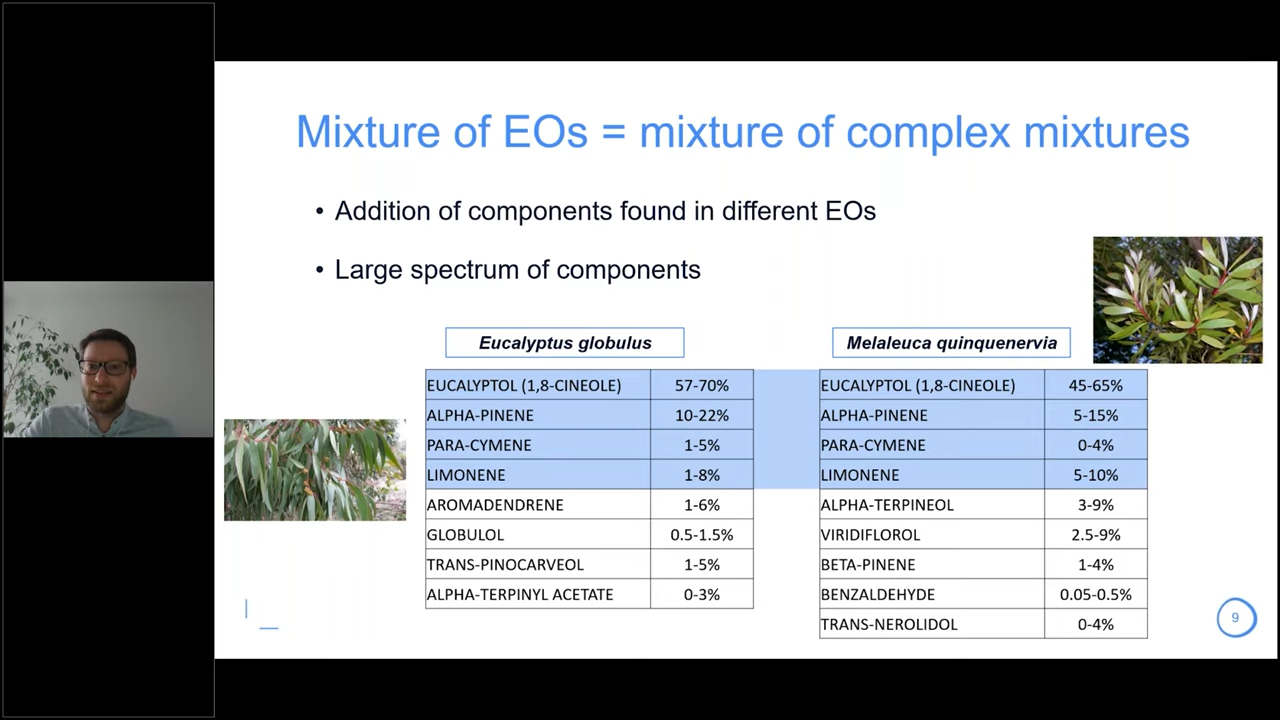 Mixture of EOs = mixture of complex mixtures
• Addition of components found in different EOs
• Large spectrum of components
Eucalyptus globulus
EUCALYPTOL (1,8-CINEOLE) 57-70%
ALPHA-PINENE 10-22%
PARA-CYMENE 1-5%
LIMONENE 1-8%
AROMADENDRENE 1-6%
GLOBULOL 0.5-1.5%
TRANS-PINOCARVEOL 1-5%
ALPHA-TERPINYL ACETATE 0-3%
Melaleuca quinquenervia
EUCALYPTOL (1,8-CINEOLE) 45-65%
ALPHA-PINENE 5-15%
PARA-CYMENE 0-4%
LIMONENE 5-10%
ALPHA-TERPINEOL 3-9%
VIRIDIFLOROL 2.5-9%
BETA-PINENE 1-4%
BENZALDEHYDE 0.05-0.5%
TRANS-NEROLIDOL 0-4%
9